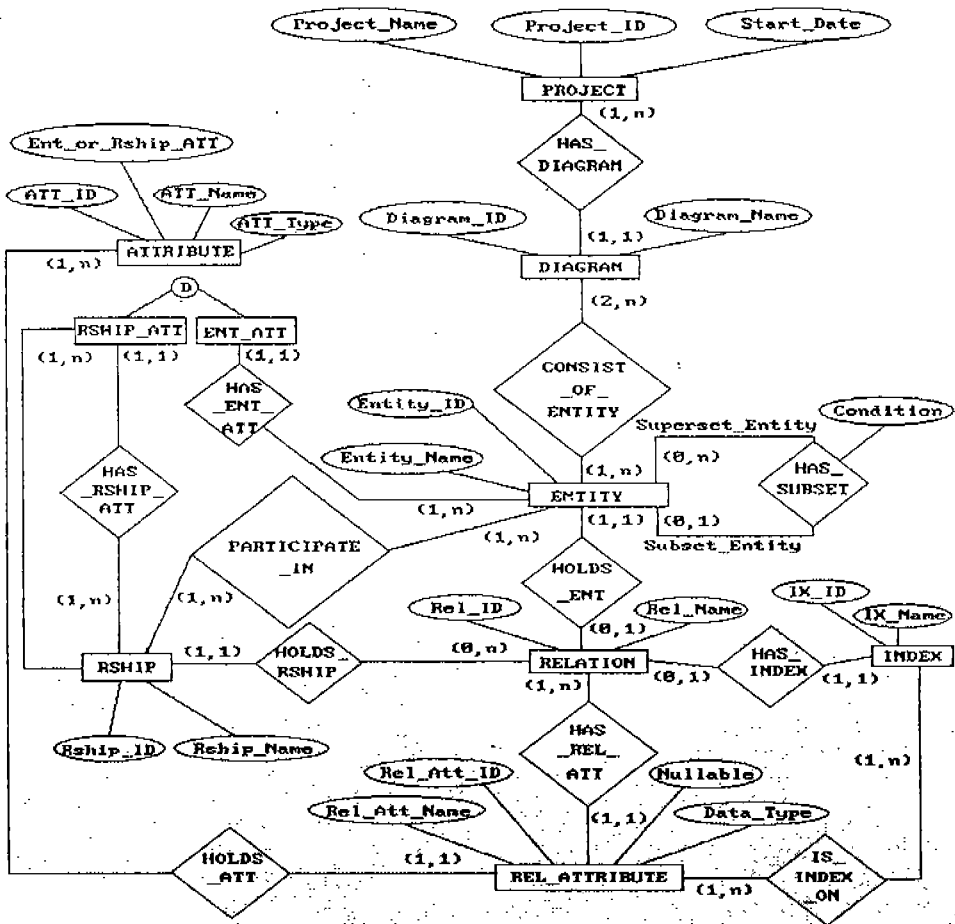 Project_Name
Project_ID
Start_Date
PROJECT
(1,n)
HAS_
DIAGRAM
Ent_or_Rship_ATT
ATT_ID
ATT_Name
ATT_Type
Diagram_ID
Diagram_Name
(1,1)
ATTRIBUTE
(1,n)
DIAGRAM
(2,n)
D
RSHIP_ATT
ENT_ATT
(1,n)
(1,1)
(1,1)
HAS
_ENT_
ATT
CONSIST
_OF_
ENTITY
Entity_ID
Condition
Superset_Entity
(0,n)
Entity_Name
(1,n)
HAS_
SUBSET
HAS
_RSHIP_
ATT
ENTITY
(1,n)
(1,1)
(0,1)
Subset_Entity
(1,n)
PARTICIPATE
_IN
HOLDS
_ENT
(1,n)
(1,n)
Rel_ID
Rel_Name
IX_ID
IX_Name
(0,1)
RSHIP
(1,1)
HOLDS_
RSHIP
(0,n)
RELATION
(1,n)
(0,1)
HAS_
INDEX
(1,1)
INDEX
Rship_ID
Rship_Name
HAS
_REL_
ATT
(1,n)
Rel_Att_ID
Nullable
Rel_Att_Name
Data_Type
(1,1)
HOLDS
_ATT
(1,1)
REL_ATTRIBUTE
(1,n)
IS_
INDEX
_ON